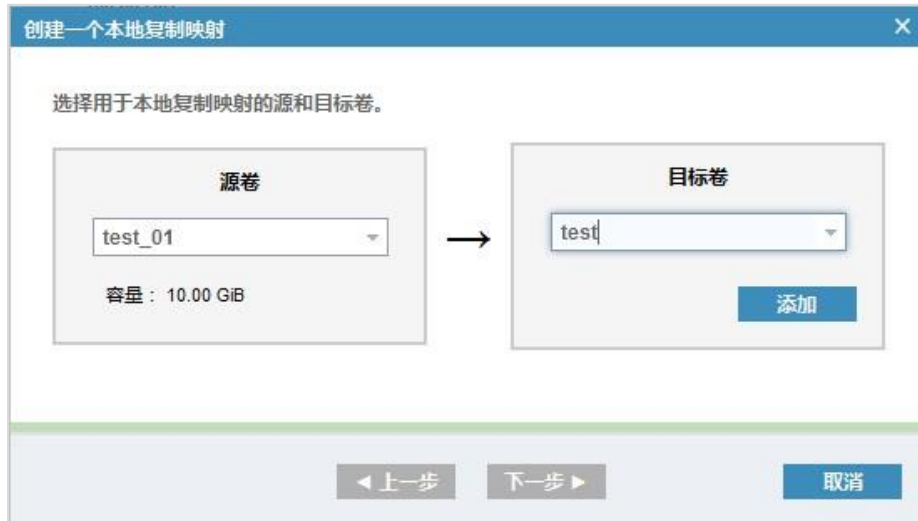 创建一个本地复制映射
选择用于本地复制映射的源和目标卷。
源卷
test_01
容量： 10.00 GiB
目标卷
test
添加
上一步
下一步
取消